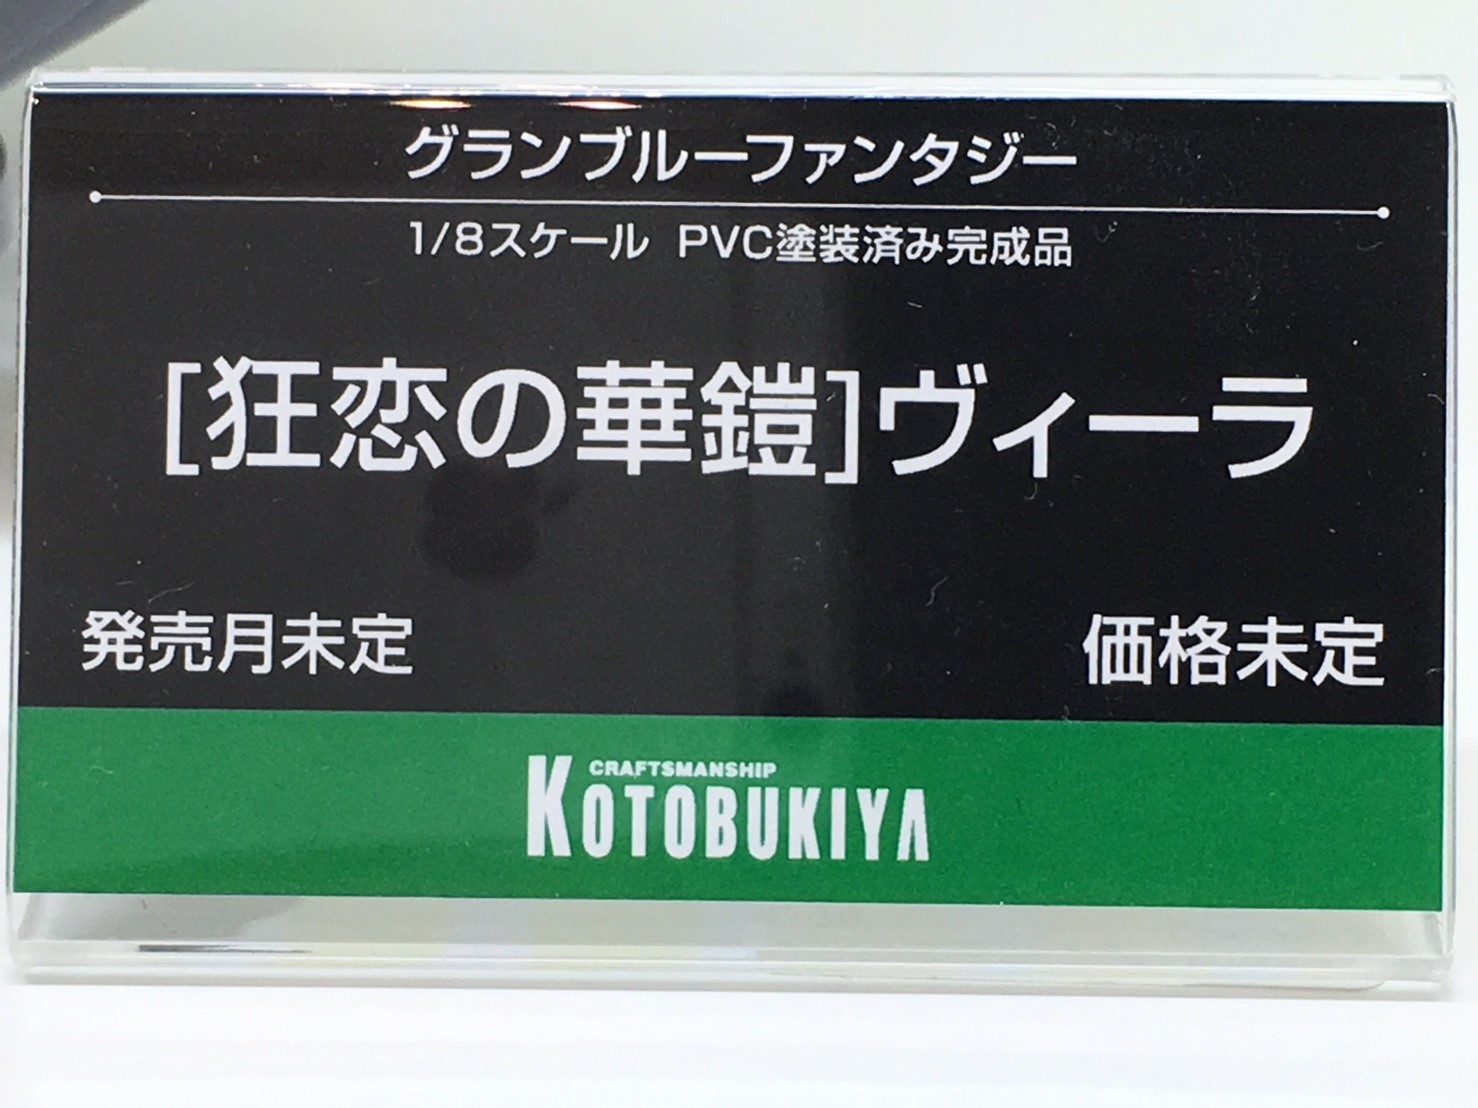 グランブルーファンタジー
1/8スケール PVC塗装済み完成品
[狂恋の華鎧]ヴィーラ
発売月未定 価格未定
CRAFTSMANSHIP
KOTOBUKIYA